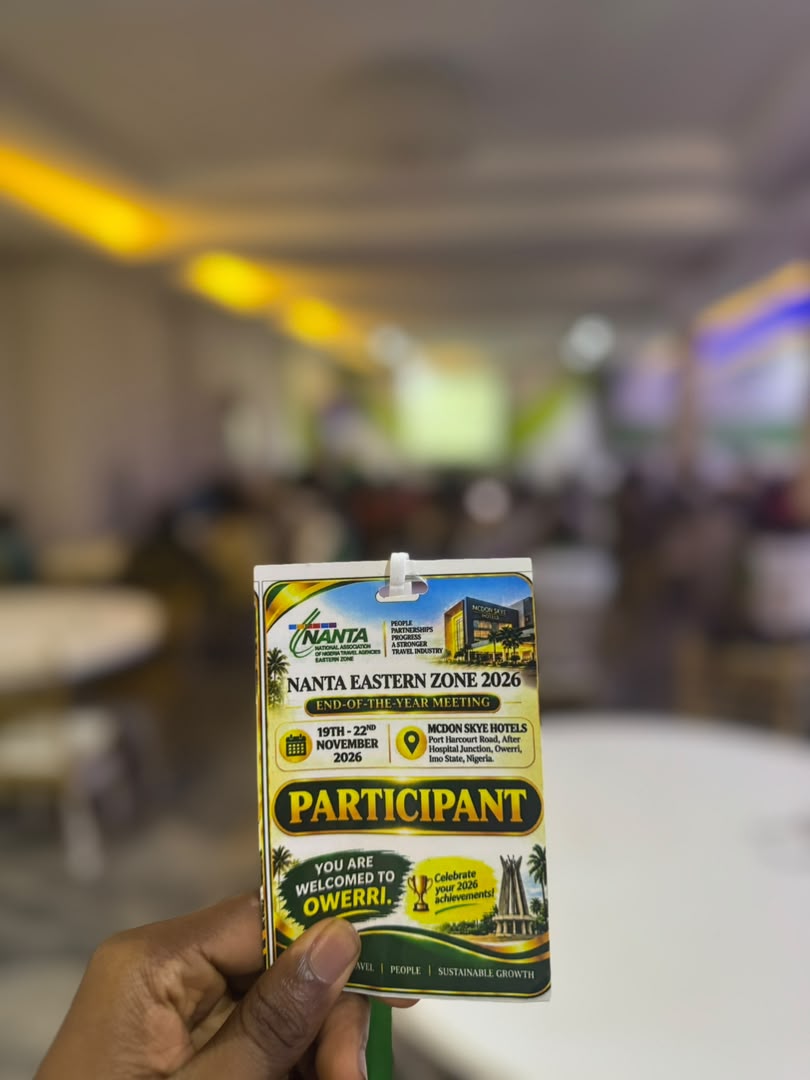 NANTA
NATIONAL ASSOCIATION
OF NIGERIA TRAVEL AGENCIES
EASTERN ZONE
PEOPLE
PARTNERSHIPS
PROGRESS
A STRONGER
TRAVEL INDUSTRY
MCDON SKYE
HOTELS
NANTA EASTERN ZONE 2026
END-OF-THE-YEAR MEETING
19TH - 22ND
NOVEMBER
2026
MCDON SKYE HOTELS
Port Harcourt Road, After
Hospital Junction, Owerri,
Imo State, Nigeria.
PARTICIPANT
YOU ARE
WELCOMED TO
OWERRI.
Celebrate
your 2026
achievements!
AVEL | PEOPLE | SUSTAINABLE GROWTH